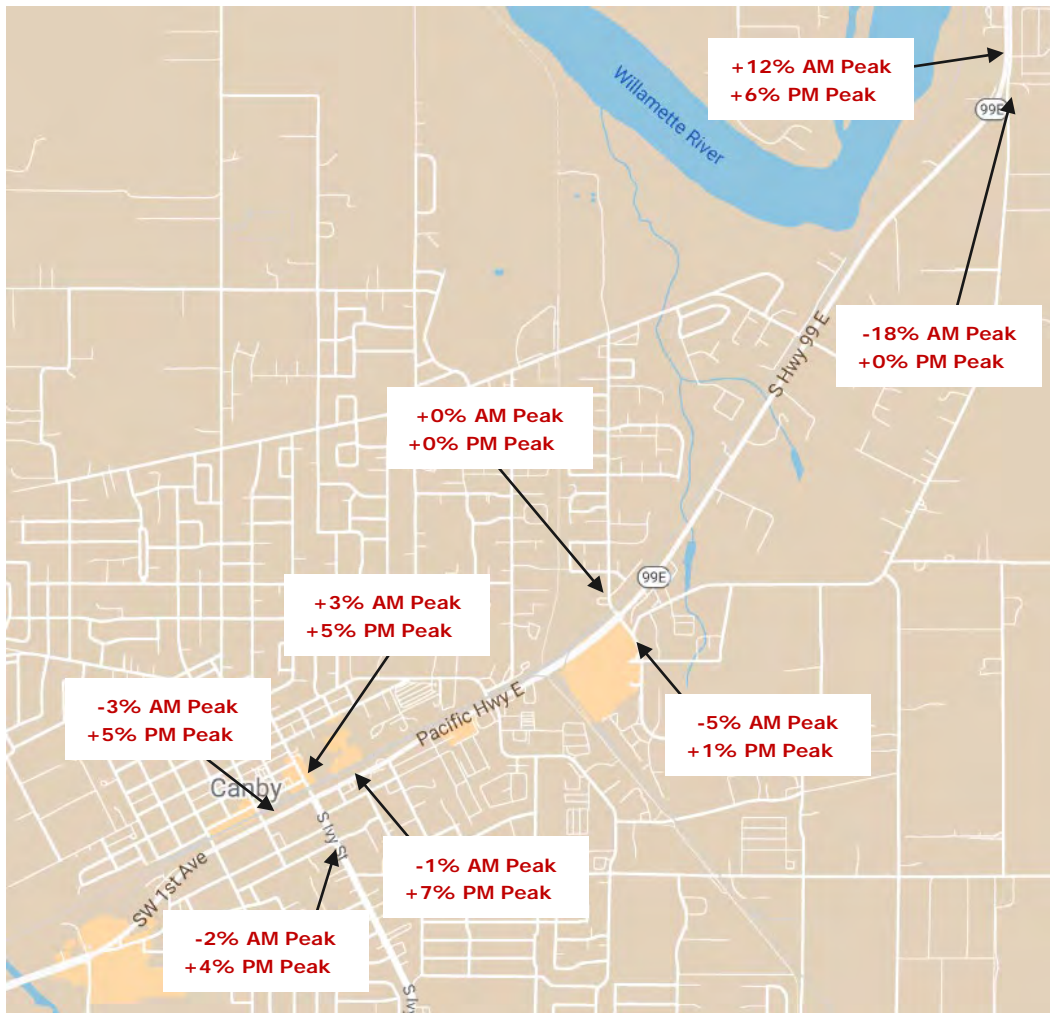 +12% AM Peak
+6% PM Peak
Willamette River
99E
-18% AM Peak
+0% PM Peak
S Hwy 99 E
+0% AM Peak
+0% PM Peak
99E
+3% AM Peak
+5% PM Peak
-3% AM Peak
+5% PM Peak
Pacific Hwy E
-5% AM Peak
+1% PM Peak
Canby
S Ivy St
-1% AM Peak
+7% PM Peak
SW 1st Ave
-2% AM Peak
+4% PM Peak
S Ivy